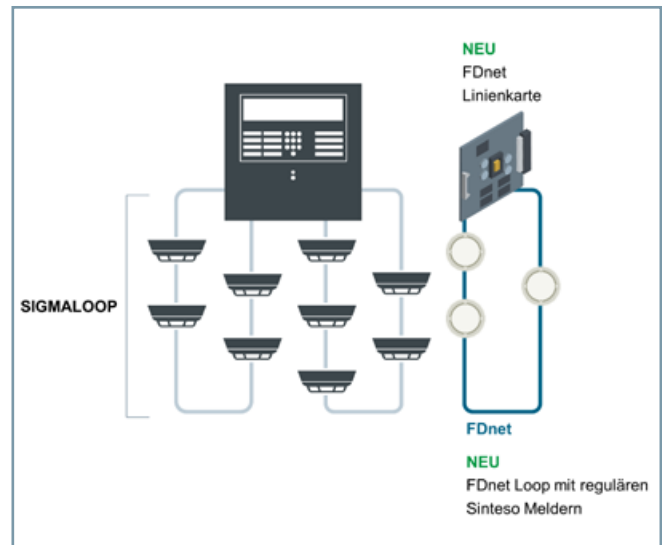 NEU
FDnet
Linienkarte
SIGMALOOP
FDnet
NEU
FDnet Loop mit regulären
Sinteso Meldern